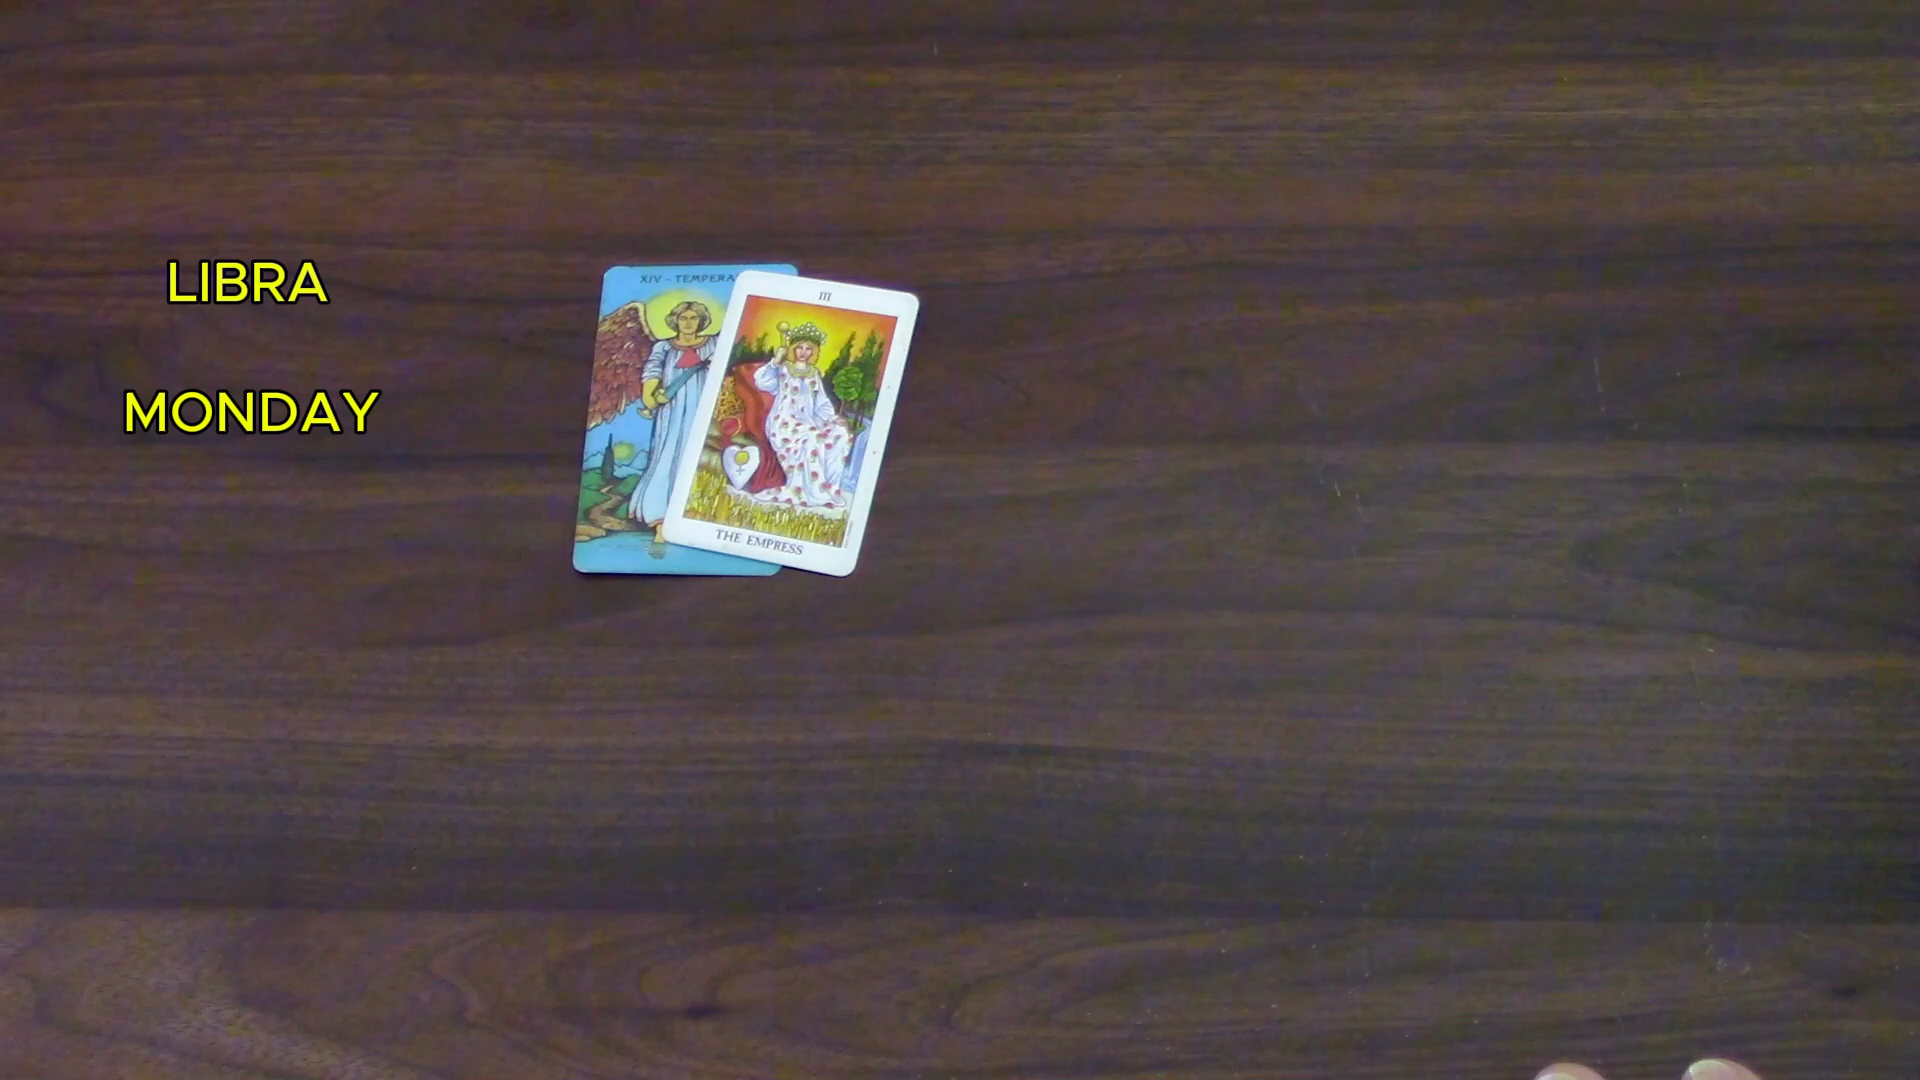 LIBRA
MONDAY
XIV - TEMPERA
III
THE EMPRESS